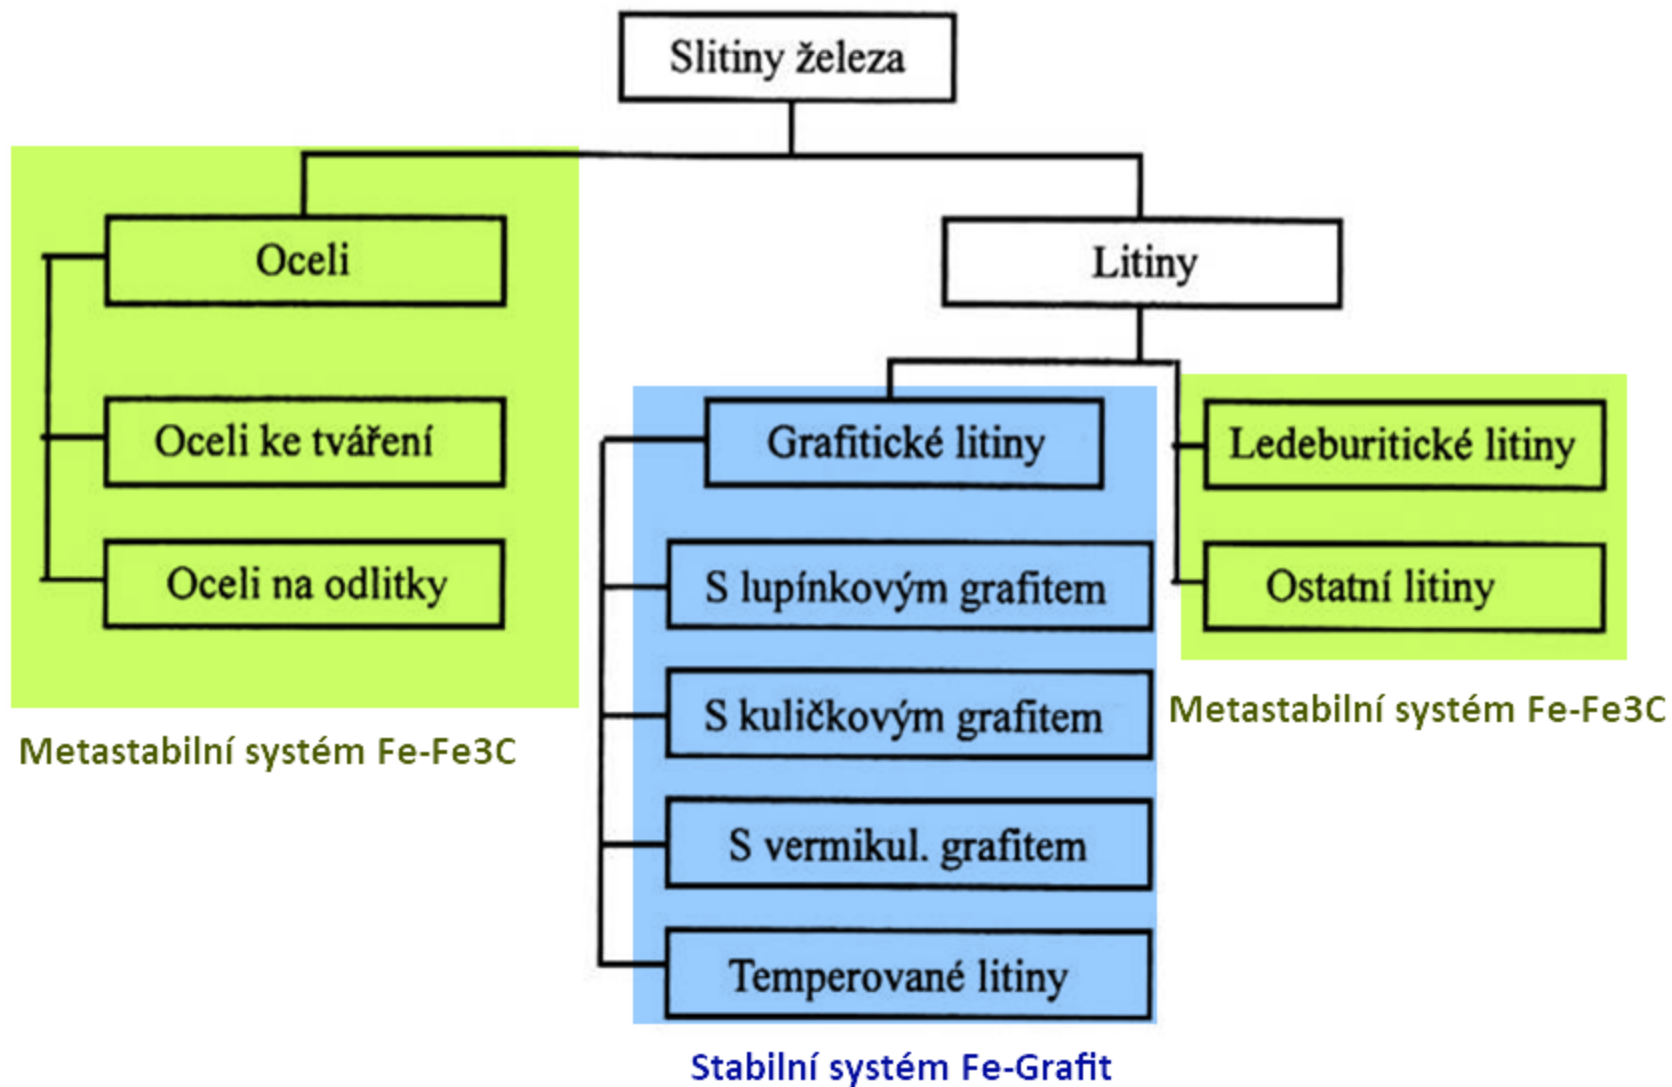 Slitiny železa
Oceli
Litiny
Oceli ke tváření
Grafitické litiny
Ledeburitické litiny
Oceli na odlitky
S lupínkovým grafitem
Ostatní litiny
S kuličkovým grafitem
Metastabilní systém Fe-Fe3C
Metastabilní systém Fe-Fe3C
S vermikul. grafitem
Temperované litiny
Stabilní systém Fe-Grafit